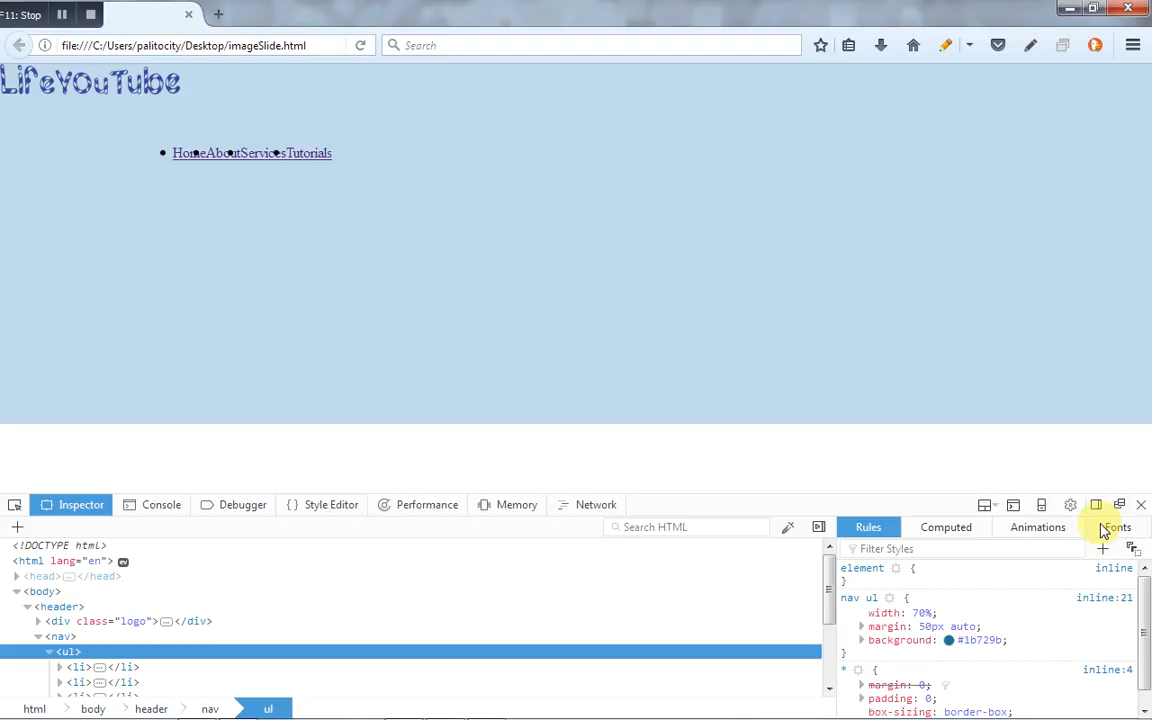 F11: Stop
file:///C:/Users/palitocity/Desktop/imageSlide.html
Search
LifeYouTube
HomeAboutServicesTutorials
Inspector Console Debugger { } Style Editor Performance Memory Network
+ Search HTML Rules Computed Animations Fonts
<!DOCTYPE html> Filter Styles +
<html lang="en"> ev element { inline
<head> </head> }
<body> nav ul { inline:21
<header> width: 70%;
<div class="logo"> </div> margin: 50px auto;
<nav> background: #1b729b;
<ul> }
<li> </li> * { inline:4
<li> </li> margin: 0;
<li> </li> padding: 0;
html body header nav ul box-sizing: border-box;